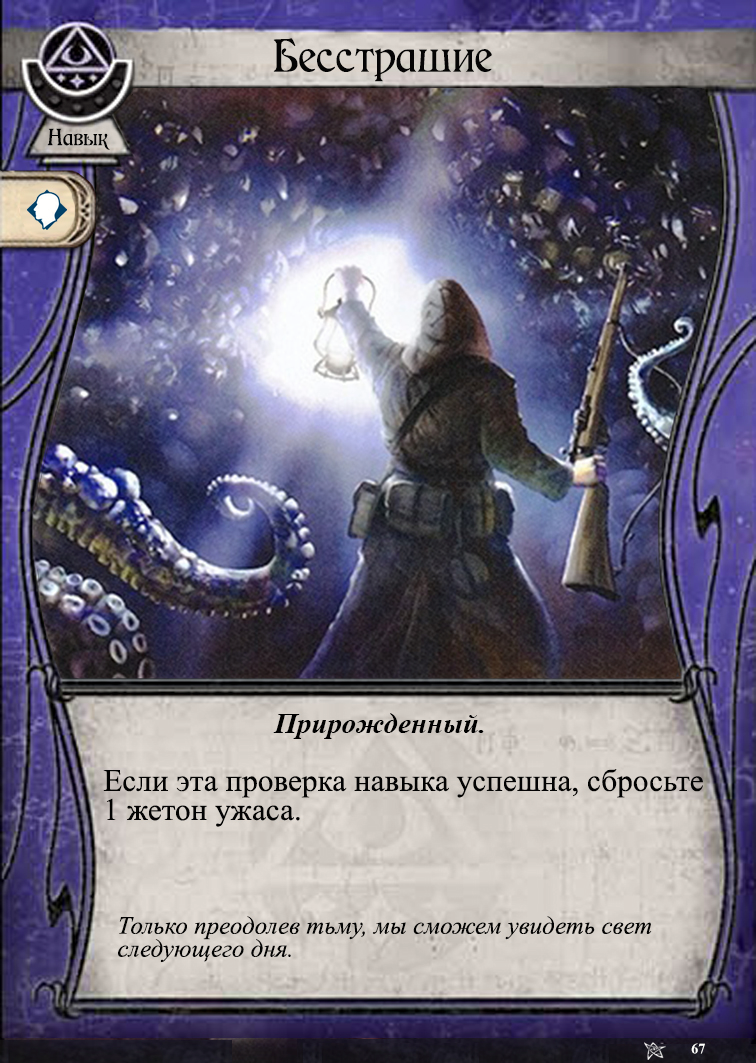 Бесстрашие
Навык
Прирожденный.
Если эта проверка навыка успешна, сбросьте
1 жетон ужаса.
Только преодолев тьму, мы сможем увидеть свет
следующего дня.
67